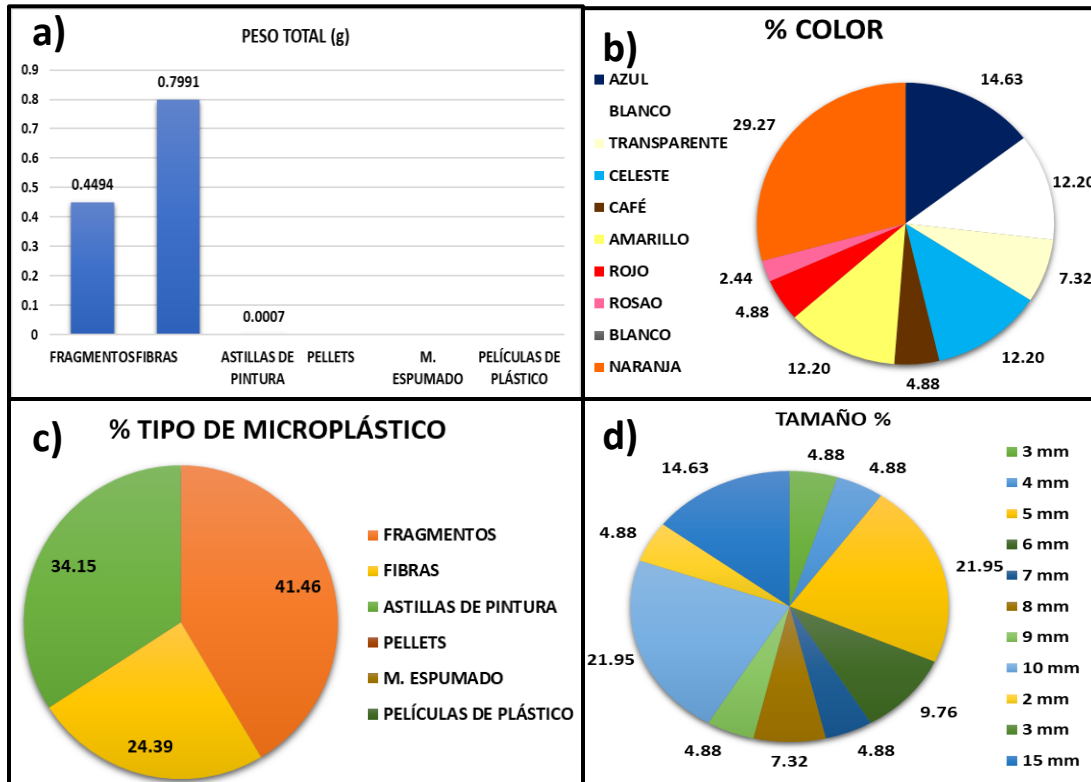 a)
PESO TOTAL (g)
0.9
0.8
0.7
0.6
0.5
0.4
0.3
0.2
0.1
0
0.4494
0.7991
0.0007
FRAGMENTOS
FIBRAS
ASTILLAS DE
PINTURA
PELLETS
M.
ESPUMADO
PELÍCULAS DE
PLÁSTICO
b)
% COLOR
AZUL
BLANCO
TRANSPARENTE
CELESTE
CAFÉ
AMARILLO
ROJO
ROSAO
BLANCO
NARANJA
14.63
12.20
7.32
12.20
4.88
12.20
4.88
2.44
29.27
c)
% TIPO DE MICROPLÁSTICO
41.46
24.39
34.15
FRAGMENTOS
FIBRAS
ASTILLAS DE PINTURA
PELLETS
M. ESPUMADO
PELÍCULAS DE PLÁSTICO
d)
TAMAÑO %
4.88
4.88
21.95
9.76
4.88
7.32
4.88
21.95
4.88
14.63
3 mm
4 mm
5 mm
6 mm
7 mm
8 mm
9 mm
10 mm
2 mm
3 mm
15 mm